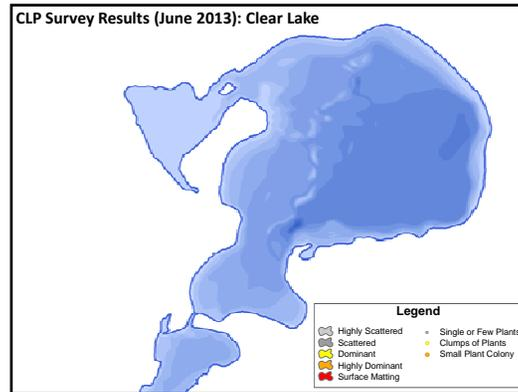 CLP Survey Results (June 2013): Clear Lake
Legend
Highly Scattered
Scattered
Dominant
Highly Dominant
Surface Matting
Single or Few Plants
Clumps of Plants
Small Plant Colony